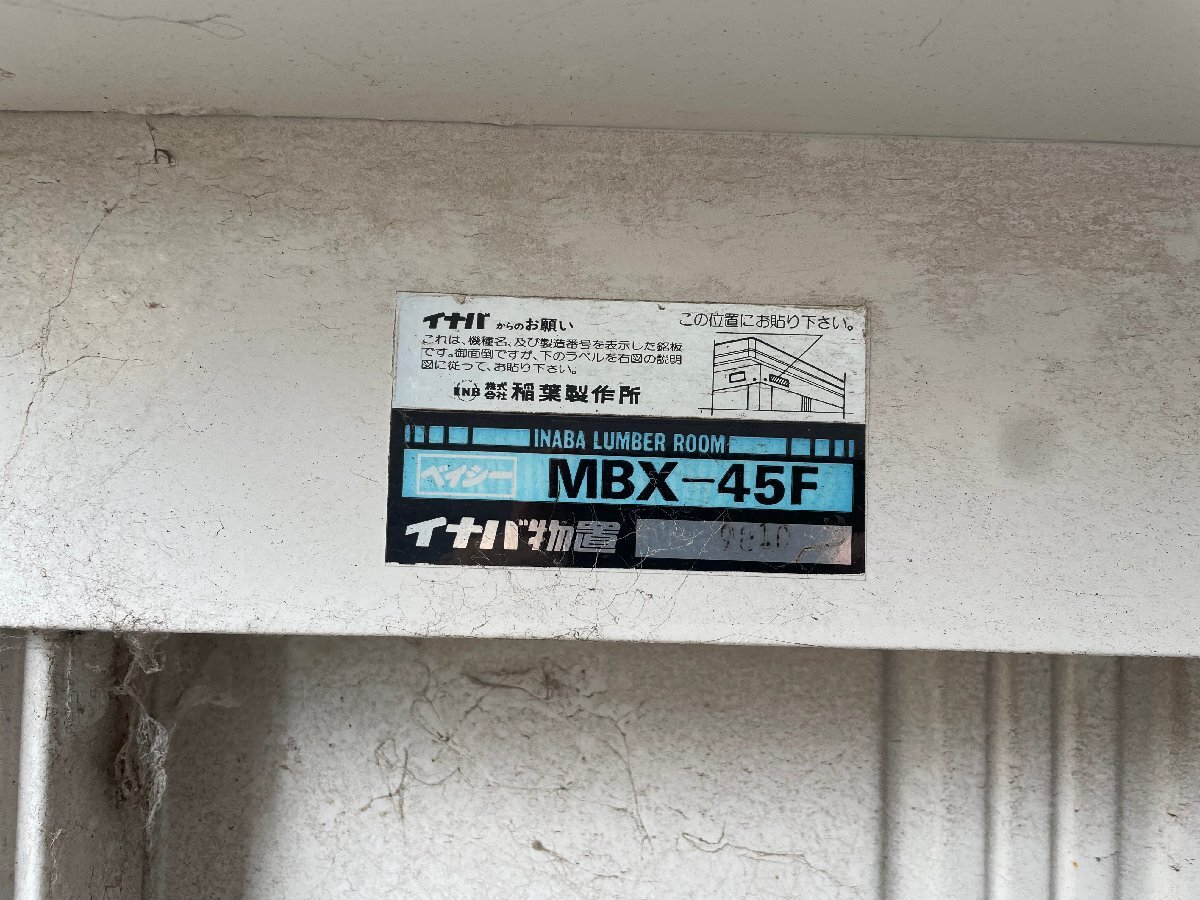 イナバからのお願い
この位置にお貼り下さい。
これは、機種名、及び製造番号を表示した銘板
です。御面倒ですが、下のラベルを右図の説明
図に従って、お貼り下さい。
INB 株式会社 稲葉製作所
INABA LUMBER ROOM
ベイシー MBX-45F
イナバ物置 9810